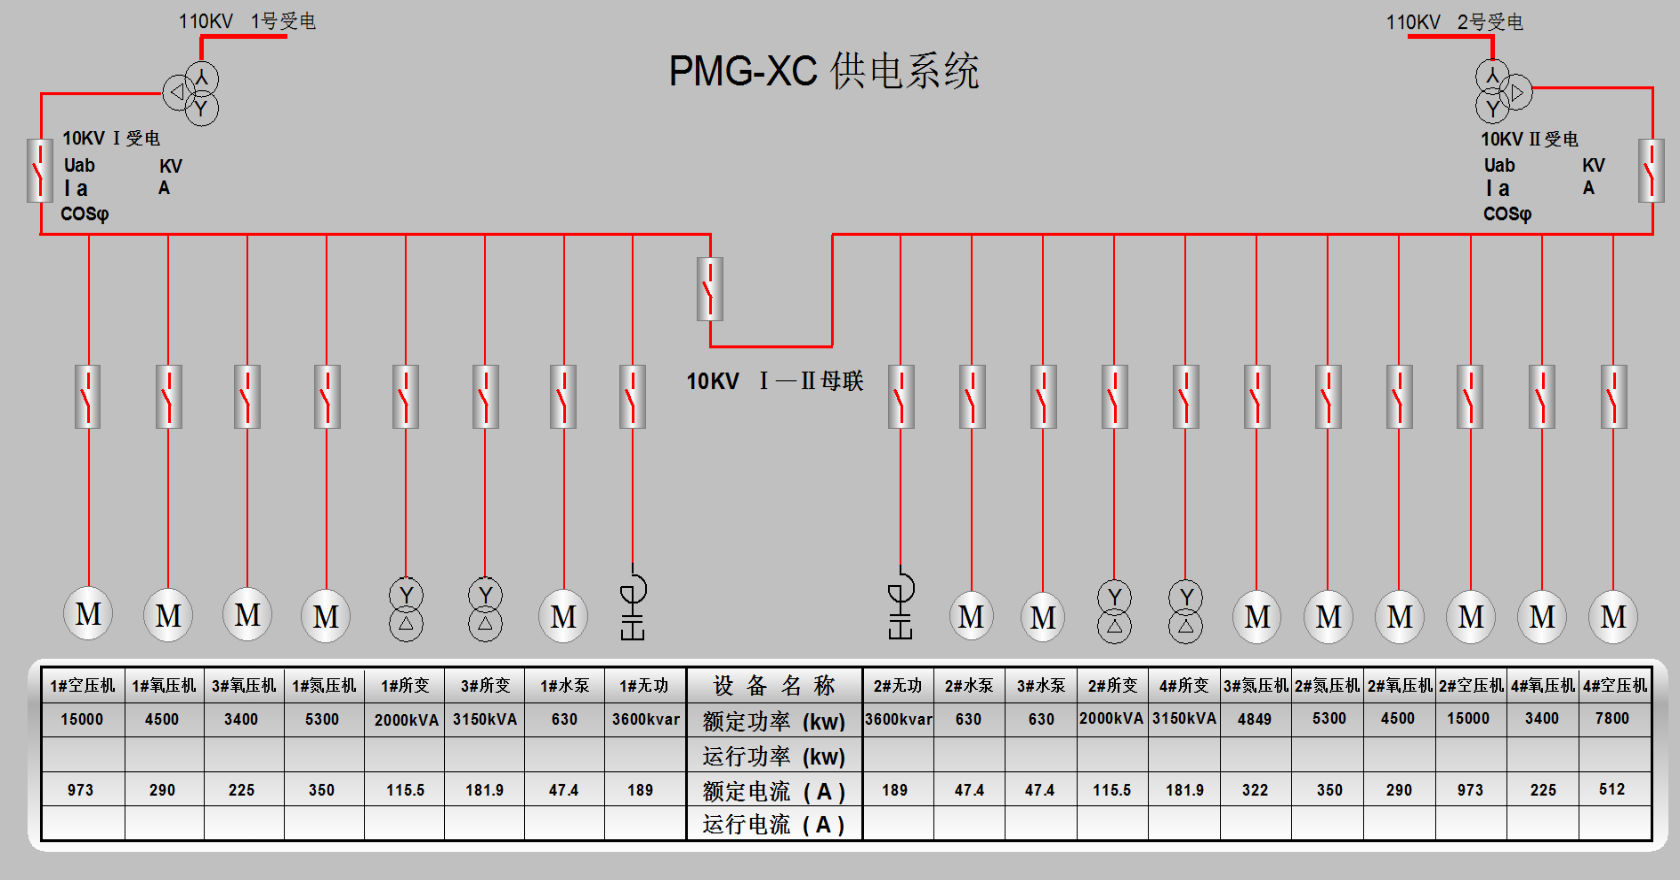 110KV 1号受电
110KV 2号受电
PMG-XC 供电系统
10KV Ⅰ受电
Uab KV
Ⅰa A
COSφ
10KV Ⅱ受电
Uab KV
Ⅰa A
COSφ
10KV Ⅰ—Ⅱ母联
M M M M Y Y M M M Y Y M M M M M M
1#空压机 1#氧压机 3#氧压机 1#氮压机 1#所变 3#所变 1#水泵 1#无功 设备名称 2#无功 2#水泵 3#水泵 2#所变 4#所变 3#氮压机 2#氮压机 2#氧压机 2#空压机 4#氧压机 4#空压机
15000 4500 3400 5300 2000kVA 3150kVA 630 3600kvar 额定功率 (kw) 3600kvar 630 630 2000kVA 3150kVA 4849 5300 4500 15000 3400 7800
运行功率 (kw)
973 290 225 350 115.5 181.9 47.4 189 额定电流 (A) 189 47.4 47.4 115.5 181.9 322 350 290 973 225 512
运行电流 (A)